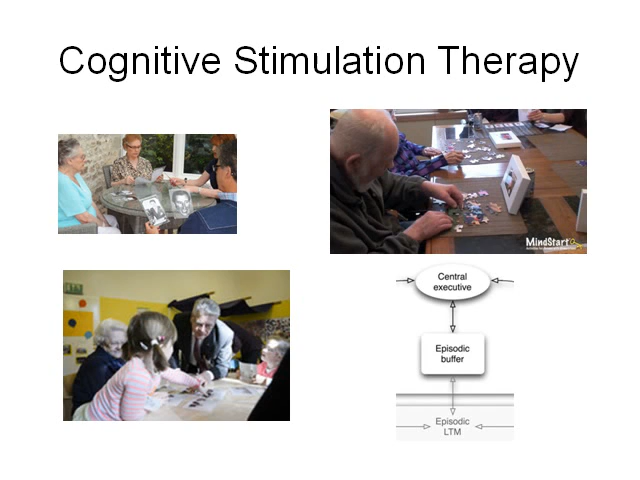 Cognitive Stimulation Therapy
MindStart
Central
executive
Episodic
buffer
Episodic
LTM